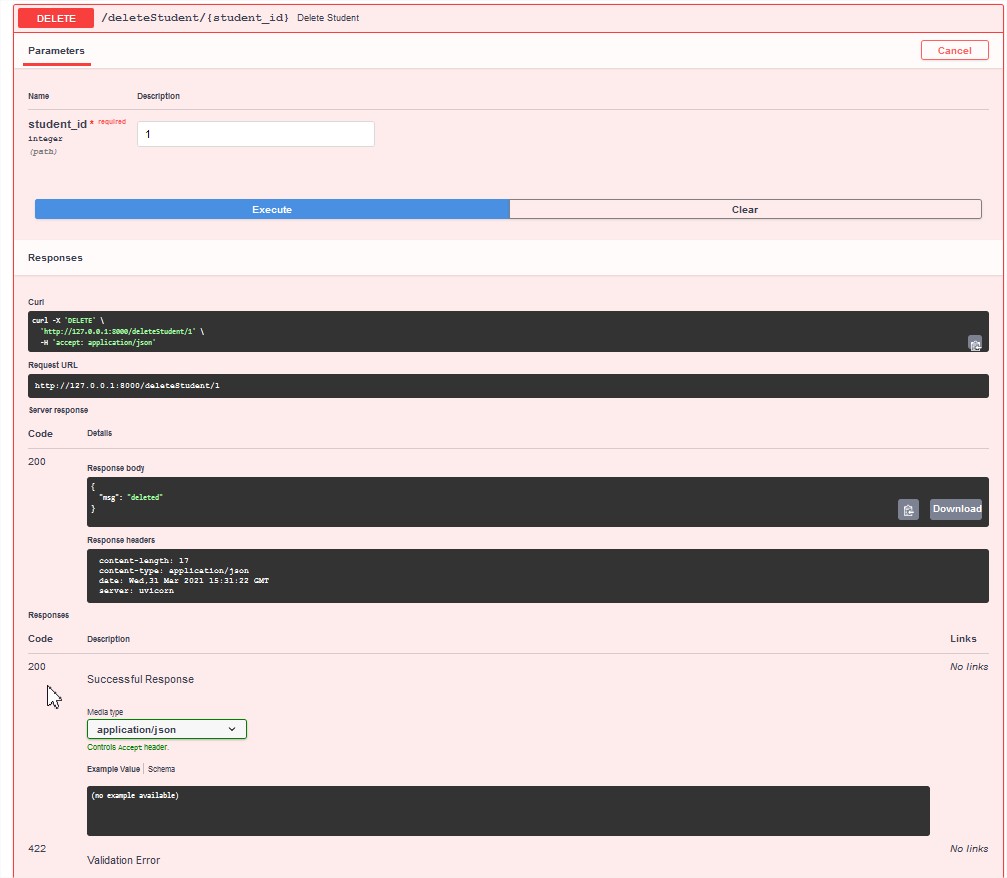 DELETE /deleteStudent/{student_id} Delete Student
Parameters Cancel
Name Description
student_id * required
integer
(path)
1
Execute Clear
Responses
Curl
curl -X 'DELETE' \
'http://127.0.0.1:8000/deleteStudent/1' \
-H 'accept: application/json'
Request URL
http://127.0.0.1:8000/deleteStudent/1
Server response
Code Details
200
Response body
{
"msg": "deleted"
}
Download
Response headers
content-length: 17
content-type: application/json
date: Wed,31 Mar 2021 15:31:22 GMT
server: uvicorn
Responses
Code Description Links
200 No links
Successful Response
Media type
application/json
Controls Accept header.
Example Value | Schema
(no example available)
422 No links
Validation Error